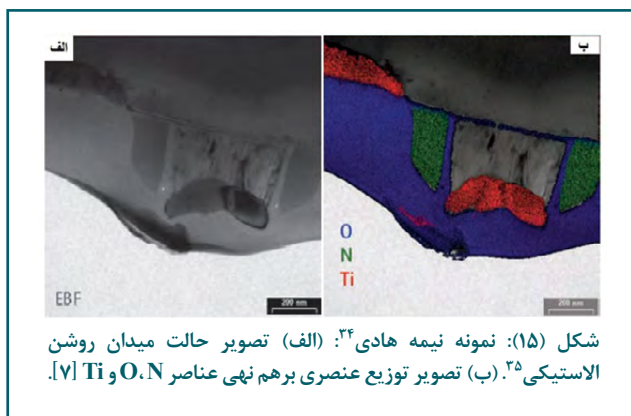 الف
ب
EBF
200 nm
O
N
Ti
200 nm
شکل (۱۵): نمونه نیمه هادی۳۴: (الف) تصویر حالت میدان روشن
الاستیکی۳۵. (ب) تصویر توزیع عنصری برهم نهی عناصر O، N و Ti [۷].